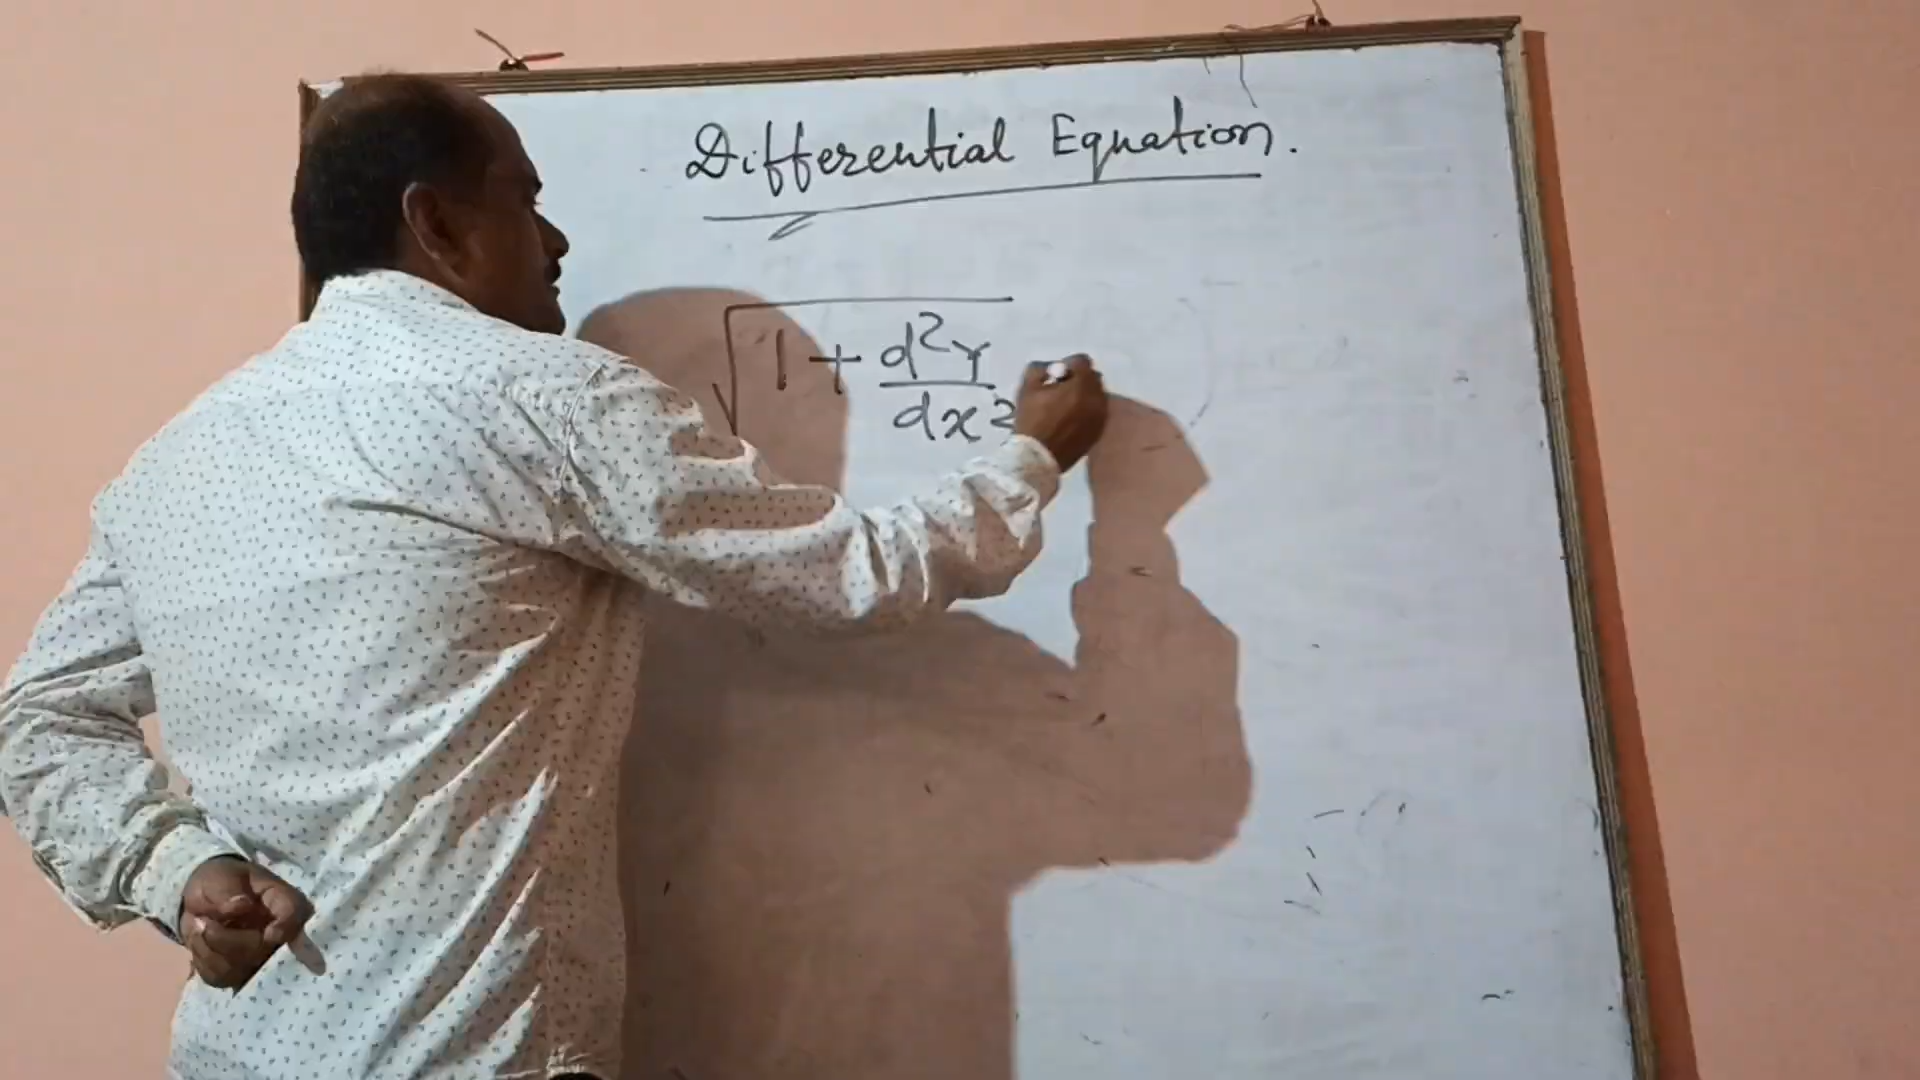 Differential Equation.
√1 + d²y/dx²